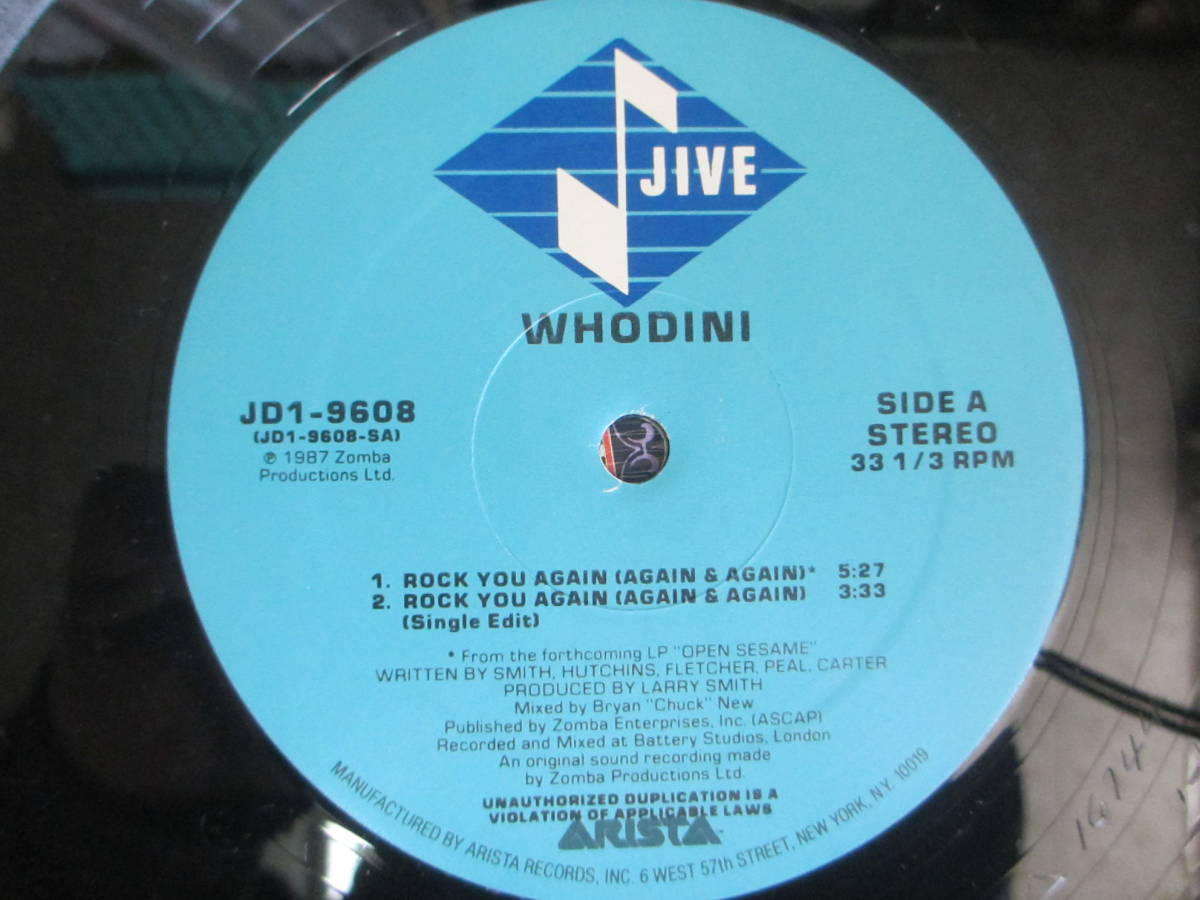 JIVE
WHODINI
JD1-9608
(JD1-9608-SA)
℗ 1987 Zomba
Productions Ltd.
SIDE A
STEREO
33 1/3 RPM
1. ROCK YOU AGAIN (AGAIN & AGAIN)* 5:27
2. ROCK YOU AGAIN (AGAIN & AGAIN) 3:33
(Single Edit)
* From the forthcoming LP "OPEN SESAME"
WRITTEN BY SMITH, HUTCHINS, FLETCHER, PEAL, CARTER
PRODUCED BY LARRY SMITH
Mixed by Bryan "Chuck" New
Published by Zomba Enterprises, Inc. (ASCAP)
Recorded and Mixed at Battery Studios, London
An original sound recording made
by Zomba Productions Ltd.
UNAUTHORIZED DUPLICATION IS A
VIOLATION OF APPLICABLE LAWS
ARISTA
MANUFACTURED BY ARISTA RECORDS, INC. 6 WEST 57th STREET, NEW YORK, N.Y. 10019